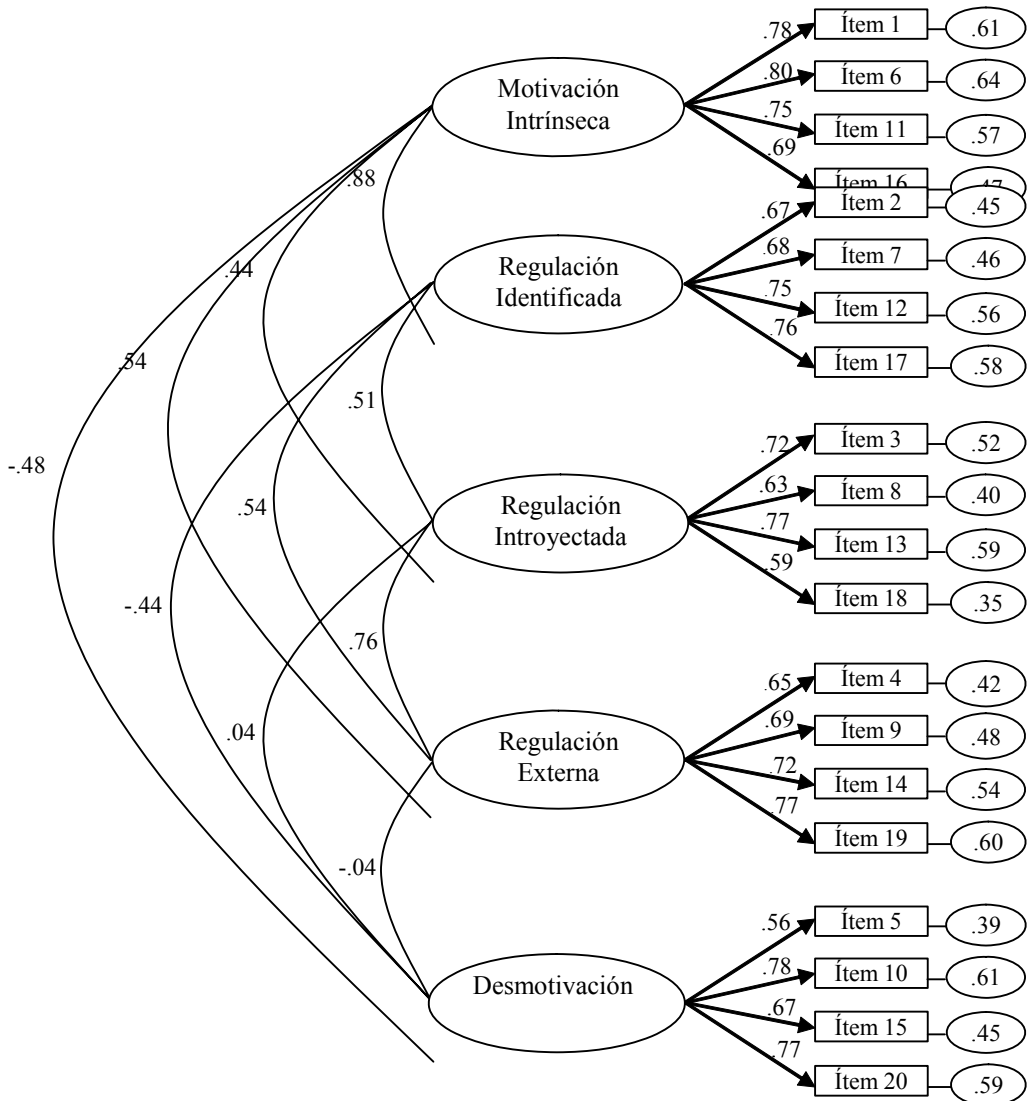 .78
Ítem 1
.61
Motivación
Intrínseca
.80
Ítem 6
.64
.75
Ítem 11
.57
.69
Ítem 16
.47
.88
.67
Ítem 2
.45
.44
Regulación
Identificada
.68
Ítem 7
.46
.75
Ítem 12
.56
.76
Ítem 17
.58
.54
.51
-.48
.72
Ítem 3
.52
.54
Regulación
Introyectada
.63
Ítem 8
.40
.77
Ítem 13
.59
.59
Ítem 18
.35
-.44
.76
.65
Ítem 4
.42
.04
Regulación
Externa
.69
Ítem 9
.48
.72
Ítem 14
.54
.77
Ítem 19
.60
-.04
.56
Ítem 5
.39
Desmotivación
.78
Ítem 10
.61
.67
Ítem 15
.45
.77
Ítem 20
.59